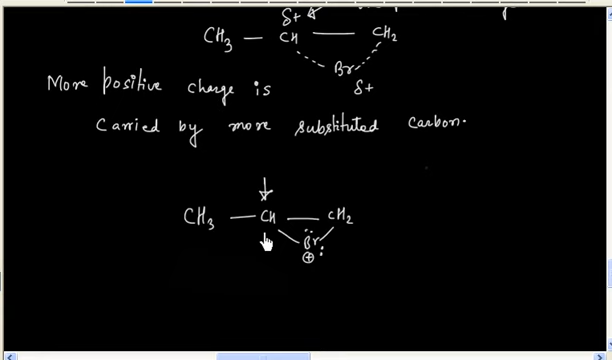 δ+
CH3 — CH — CH2
Br
δ+
More positive charge is
Carried by more substituted carbon.
CH3 — CH — CH2
Br
⊕